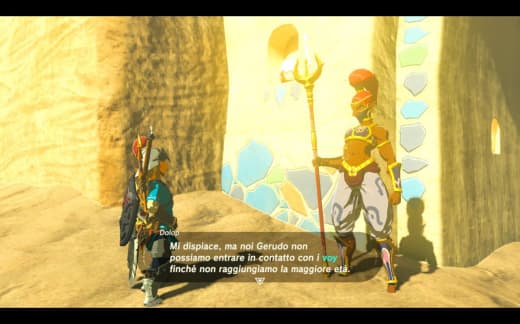 Dolop
Mi dispiace, ma noi Gerudo non
possiamo entrare in contatto con i voy
finché non raggiungiamo la maggiore età.